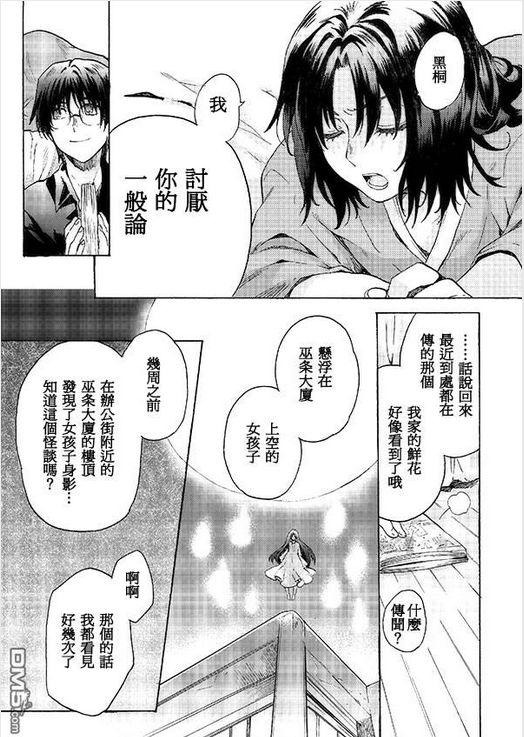 黑桐
我
討厭
你的
一般論
……話說回來
最近到處都在
傳的那個
我家的鮮花
好像看到了哦
什麼
傳聞？
懸浮在
巫条大廈
上空的
女孩子
幾周之前
在辦公街附近的
巫条大廈的樓頂
發現了女孩子身影…
知道這個怪談嗎？
啊啊
那個的話
我都看見
好幾次了
DM5.com